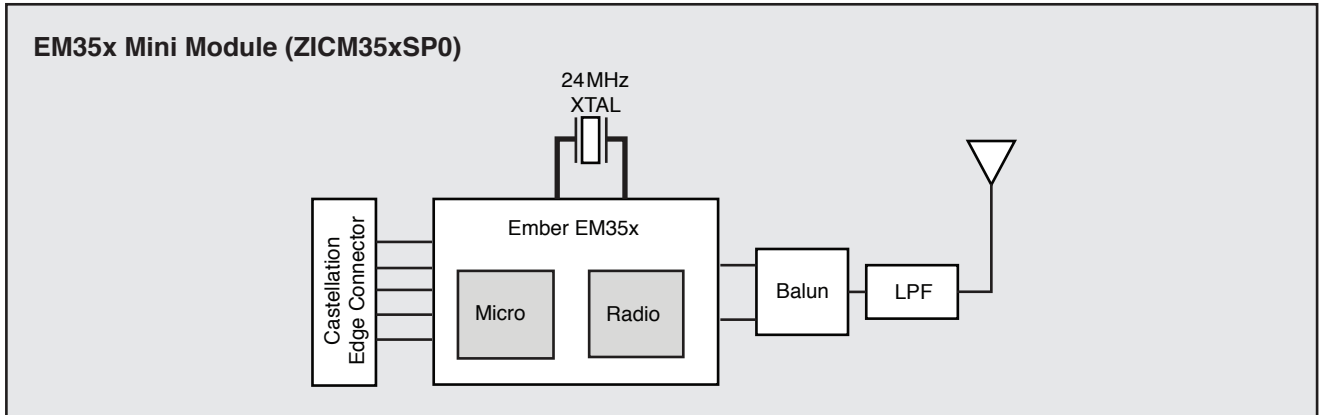 EM35x Mini Module (ZICM35xSP0)
24MHz
XTAL
Castellation
Edge Connector
Ember EM35x
Micro
Radio
Balun
LPF